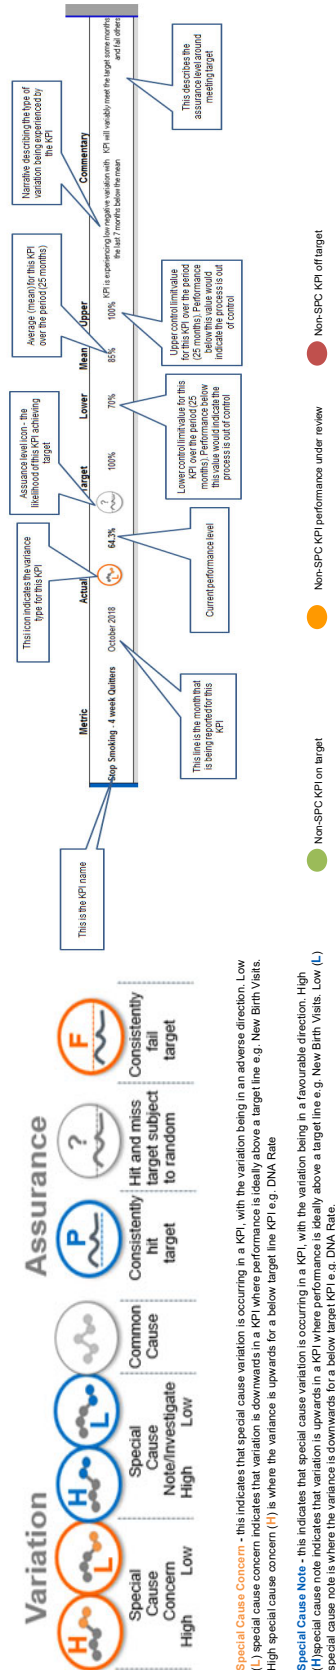 Variation
Assurance
H
L
H
L
P
?
F
Special
Cause
Concern
High Low
Special
Cause
Note/Investigate
High Low
Common
Cause
Consistently
hit
target
Hit and miss
target subject
to random
Consistently
fail
target
Special Cause Concern - this indicates that special cause variation is occurring in a KPI, with the variation being in an adverse direction. Low
(L) special cause concern indicates that variation is downwards in a KPI where performance is ideally above a target line e.g. New Birth Visits.
High special cause concern (H) is where the variance is upwards for a below target line KPI e.g. DNA Rate
Special Cause Note - this indicates that special cause variation is occurring in a KPI, with the variation being in a favourable direction. High
(H)special cause note indicates that variation is upwards in a KPI where performance is ideally above a target line e.g. New Birth Visits. Low (L)
special cause note is where the variance is downwards for a below target KPI e.g. DNA Rate.
This is the KPI name
Thsi icon indicates the variance
type for this KPI
Assuance level icon - the
likelihood of this KPI achieving
target
Average (mean) for this KPI
over the period (25 months)
Narrative describing the type of
variation being experienced by
the KPI
Metric Actual Target Lower Mean Upper Commentary
Stop Smoking - 4 week Quitters October 2018 L 64.3% ? 100% 70% 85% 100%
KPI is experiencing low negative variation with
the last 7 months below the mean
KPI will variably meet the target some months
and fail others
This line is the month that
is being reported for this
KPI
Current performance level
Lower control limit value for this
KPI over the period (25
months). Performance below
this value would indicate the
process is out of control
Upper control limit value
for this KPI over the period
(25 months). Performance
below this value would
indicate the process is out
of control
This describes the
assurance level around
meeting target
Non-SPC KPI on target
Non-SPC KPI performance under review
Non-SPC KPI off target